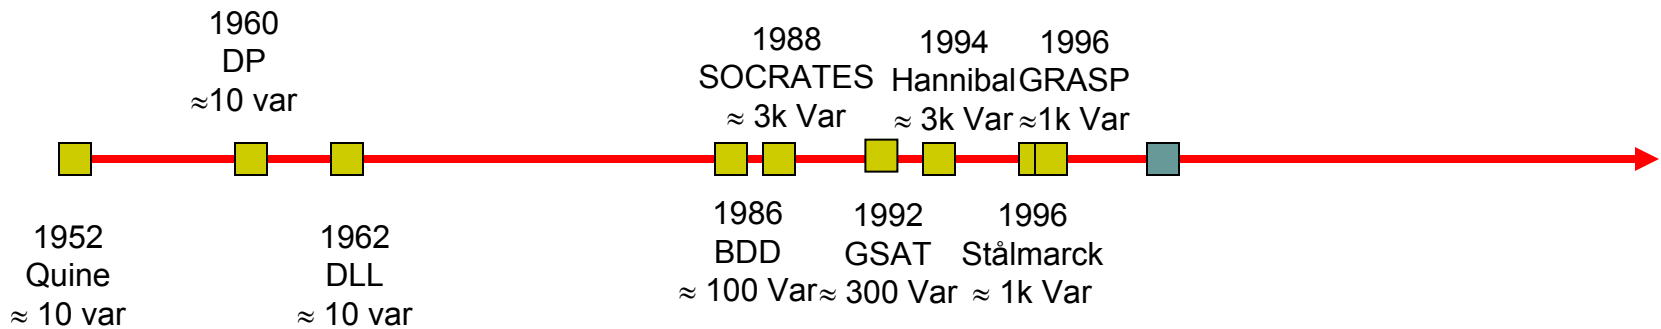 1960
DP
≈10 var
1988
SOCRATES
≈ 3k Var
1994
Hannibal
≈ 3k Var
1996
GRASP
≈1k Var
1952
Quine
≈ 10 var
1962
DLL
≈ 10 var
1986
BDD
≈ 100 Var
1992
GSAT
≈ 300 Var
1996
Stålmarck
≈ 1k Var